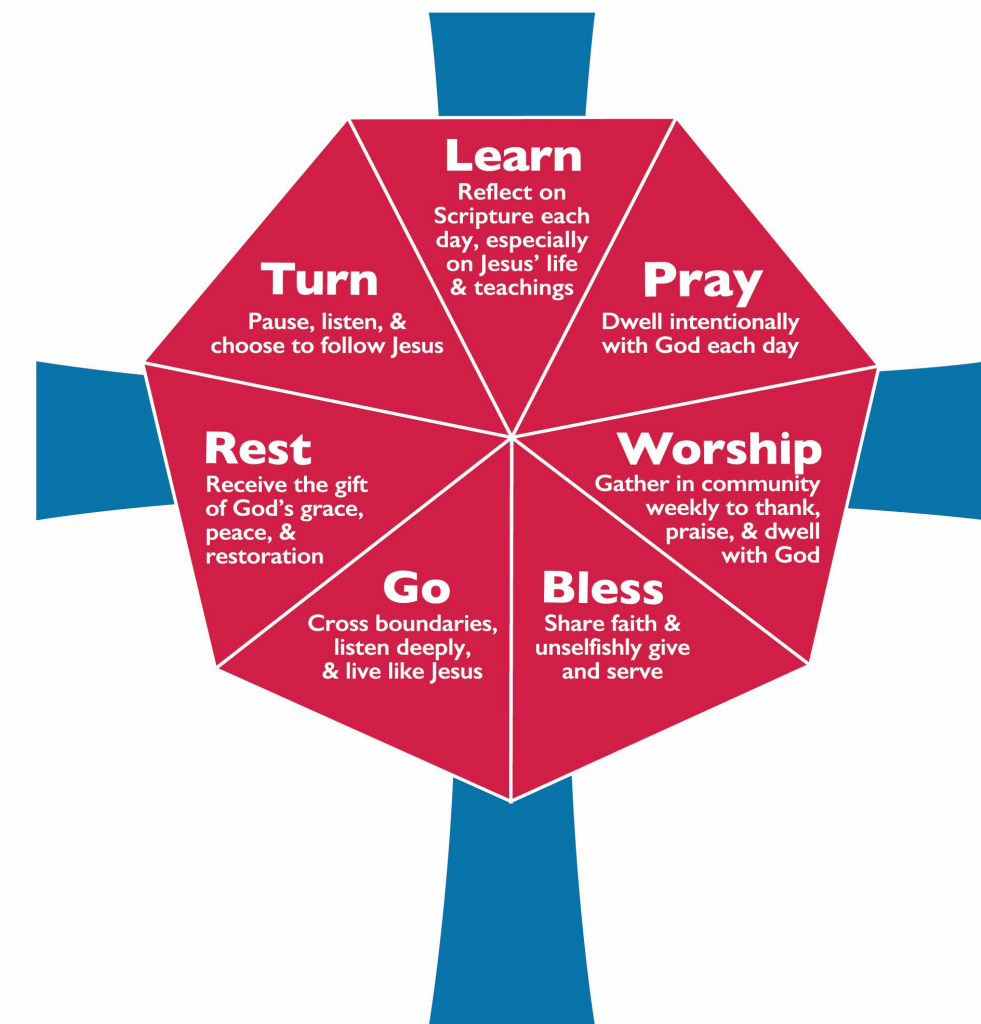 Learn
Reflect on
Scripture each
day, especially
on Jesus’ life
& teachings
Turn
Pause, listen, &
choose to follow Jesus
Pray
Dwell intentionally
with God each day
Rest
Receive the gift
of God’s grace,
peace, &
restoration
Worship
Gather in community
weekly to thank,
praise, & dwell
with God
Go
Cross boundaries,
listen deeply,
& live like Jesus
Bless
Share faith &
unselfishly give
and serve